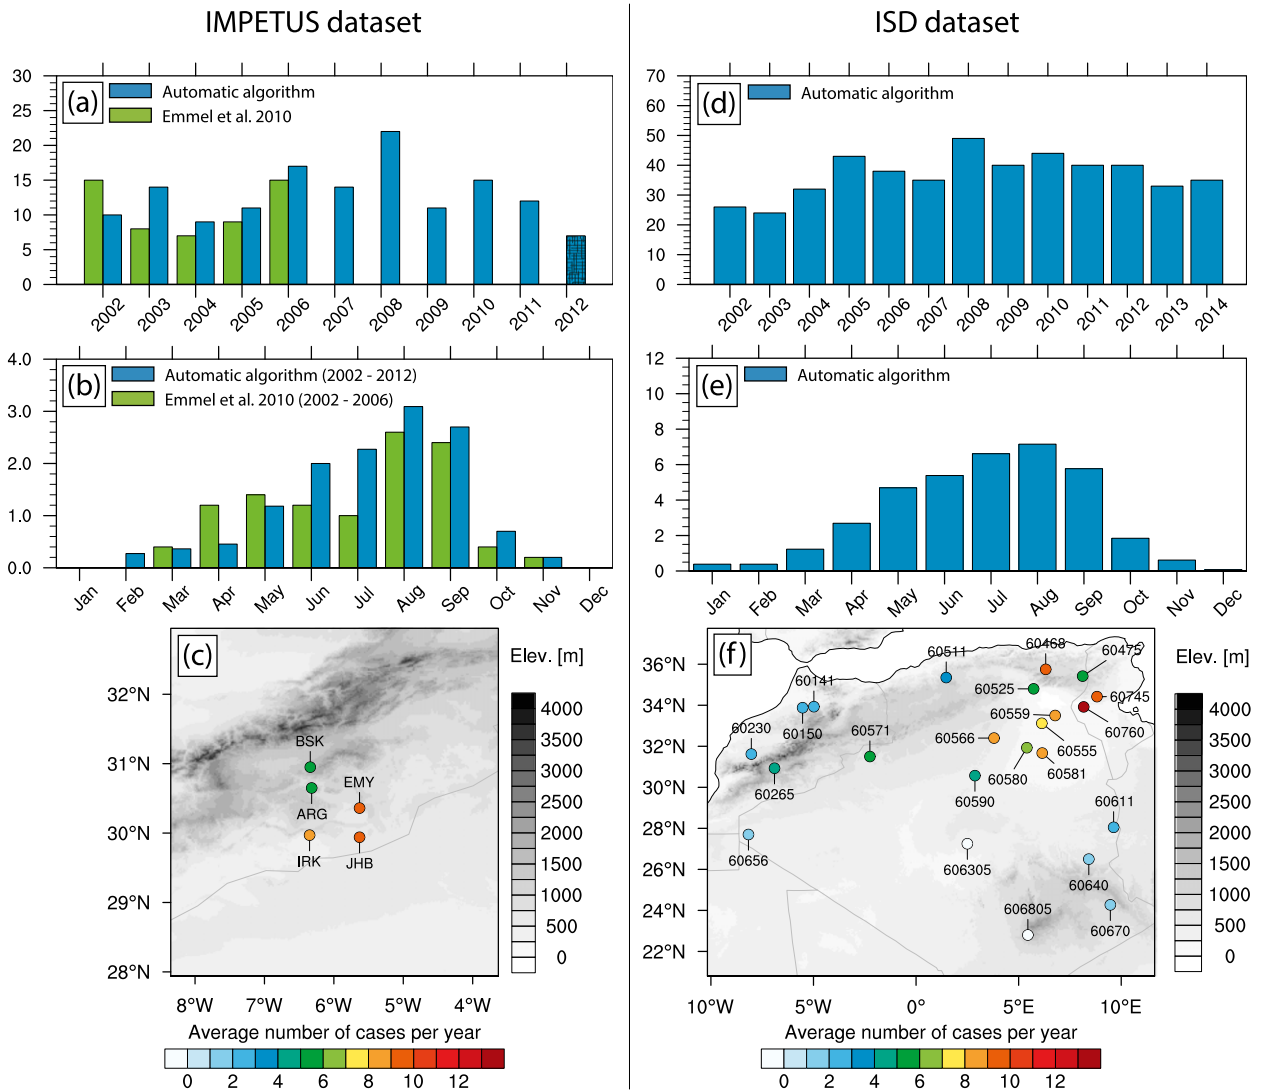 IMPETUS dataset
ISD dataset
(a)
Automatic algorithm
Emmel et al. 2010
30
25
20
15
10
5
0
2002 2003 2004 2005 2006 2007 2008 2009 2010 2011 2012
(b)
Automatic algorithm (2002 - 2012)
Emmel et al. 2010 (2002 - 2006)
4.0
3.0
2.0
1.0
0.0
Jan Feb Mar Apr May Jun Jul Aug Sep Oct Nov Dec
(c)
32°N
31°N
30°N
29°N
28°N
BSK
ARG
EMY
IRK
JHB
8°W 7°W 6°W 5°W 4°W
Elev. [m]
4000
3500
3000
2500
2000
1500
1000
500
0
Average number of cases per year
0 2 4 6 8 10 12
(d)
Automatic algorithm
70
60
50
40
30
20
10
0
2002 2003 2004 2005 2006 2007 2008 2009 2010 2011 2012 2013 2014
(e)
Automatic algorithm
12
10
8
6
4
2
0
Jan Feb Mar Apr May Jun Jul Aug Sep Oct Nov Dec
(f)
36°N
34°N
32°N
30°N
28°N
26°N
24°N
22°N
60511
60468
60475
60141
60525
60745
60230
60150
60571
60559
60760
60566
60555
60580
60581
60265
60590
60611
60656
606305
60640
606805
60670
10°W 5°W 0° 5°E 10°E
Elev. [m]
4000
3500
3000
2500
2000
1500
1000
500
0
Average number of cases per year
0 2 4 6 8 10 12